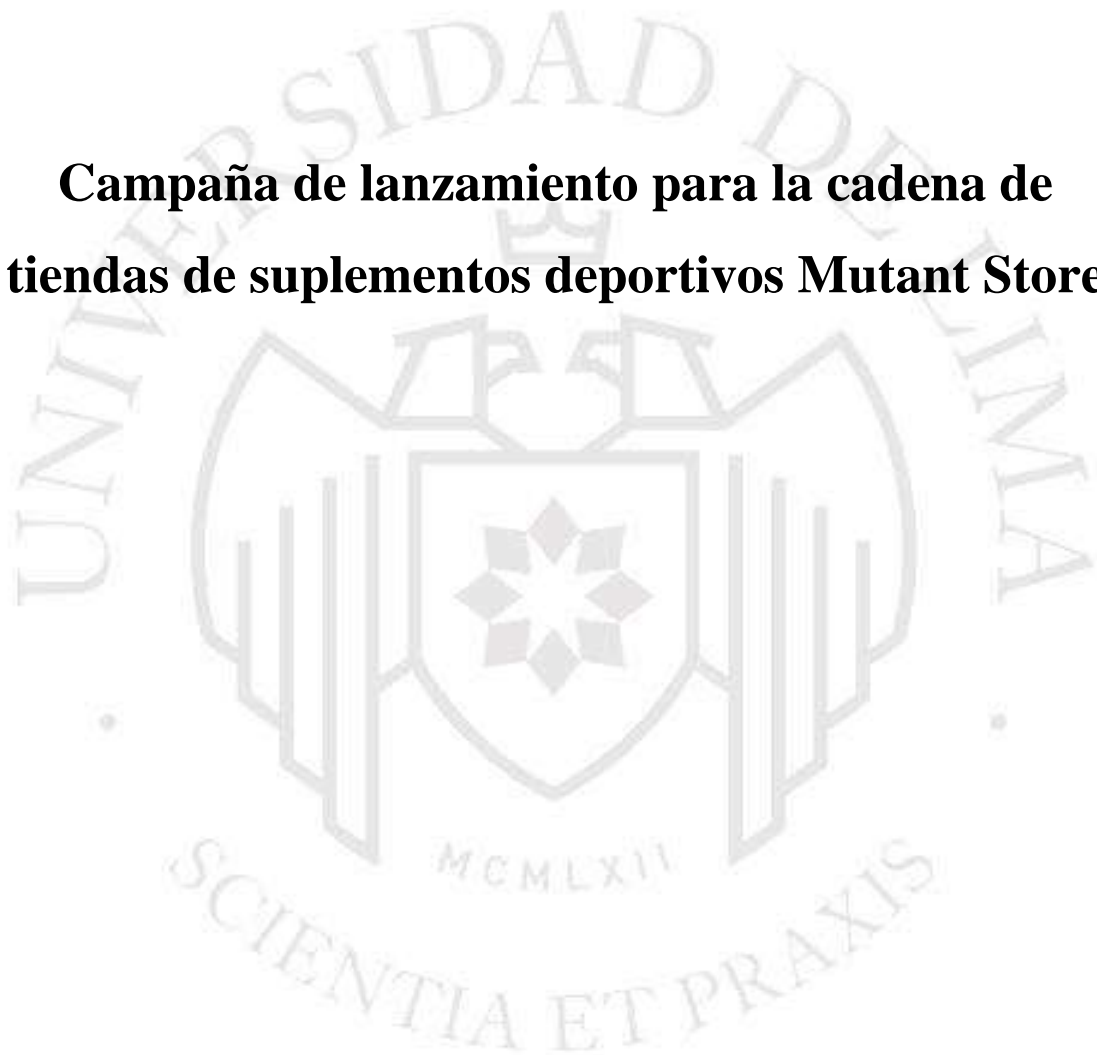 UNIVERSIDAD DE LIMA
Campaña de lanzamiento para la cadena de
tiendas de suplementos deportivos Mutant Store
MCMLXII
SCIENTIA ET PRAXIS